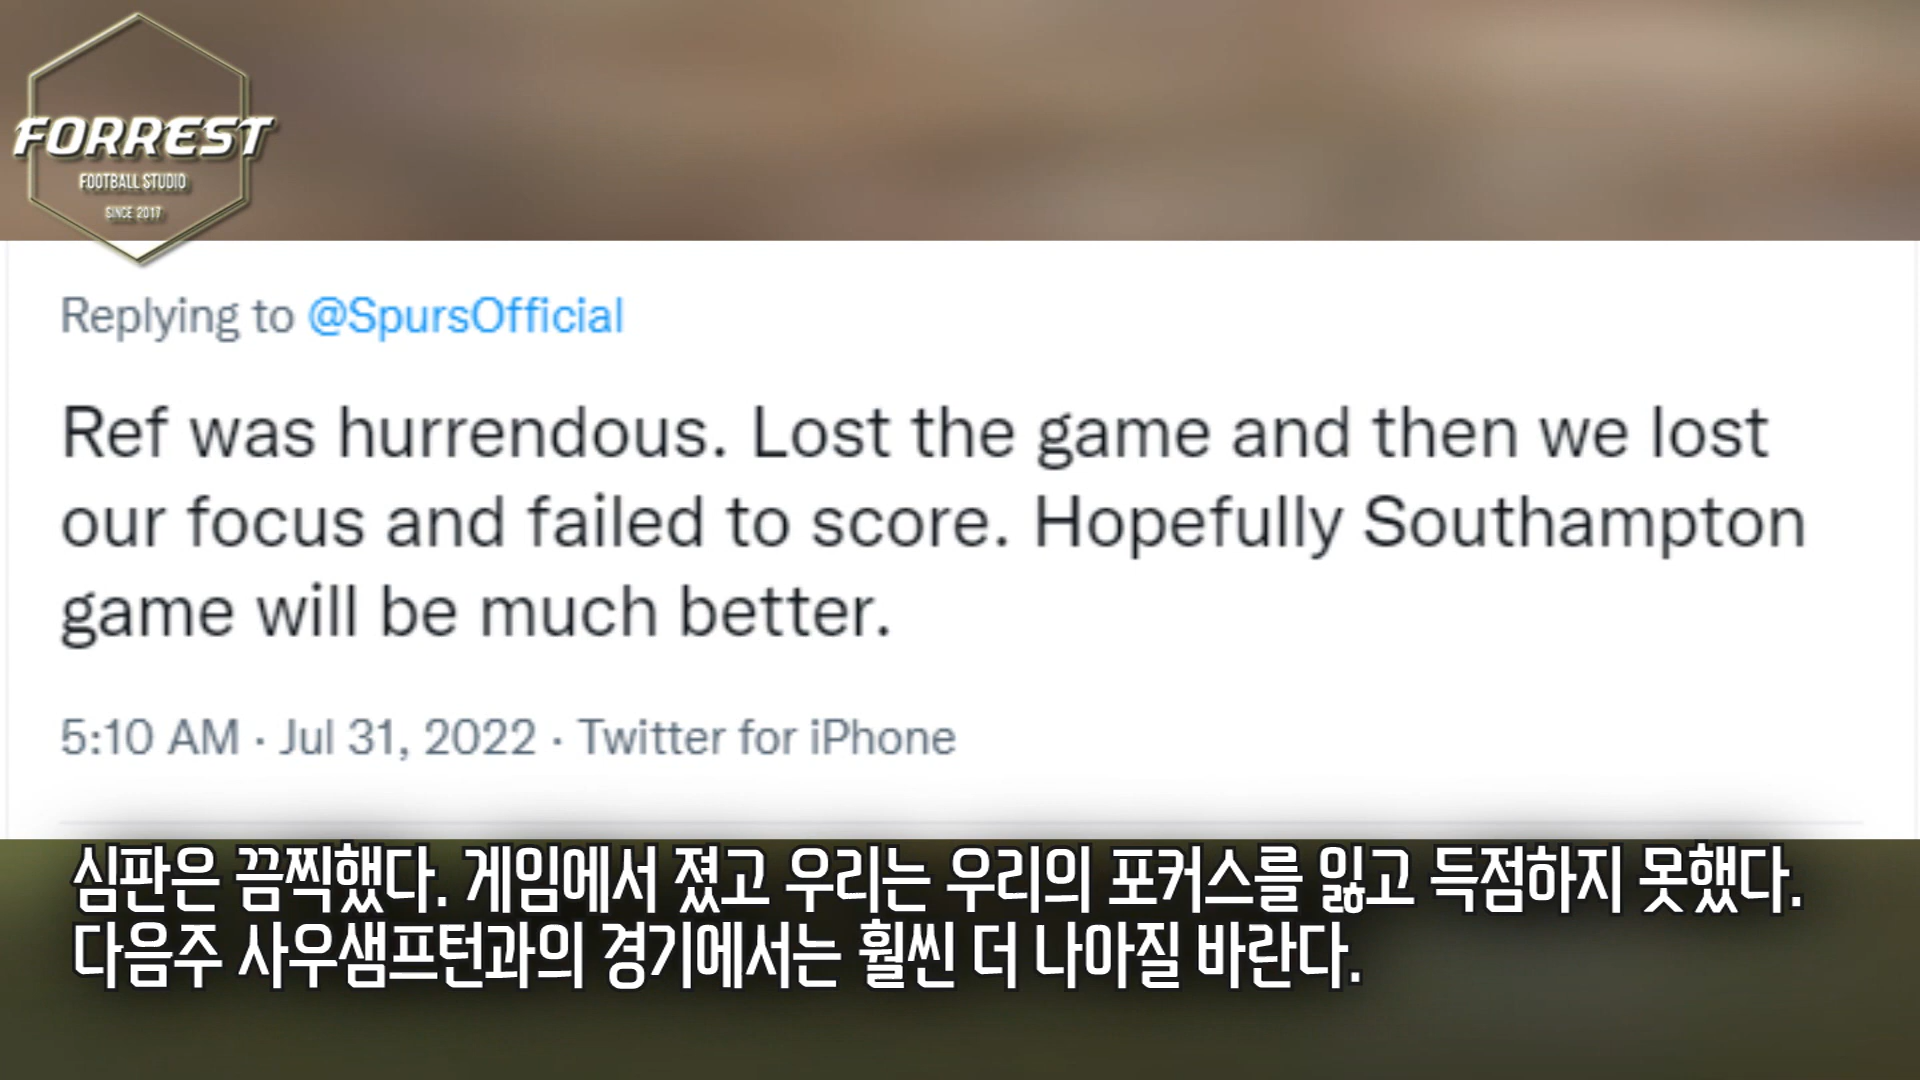 FORREST
FOOTBALL STUDIO
SINCE 2017
Replying to @SpursOfficial
Ref was hurrendous. Lost the game and then we lost
our focus and failed to score. Hopefully Southampton
game will be much better.
5:10 AM · Jul 31, 2022 · Twitter for iPhone
심판은 끔찍했다. 게임에서 졌고 우리는 우리의 포커스를 잃고 득점하지 못했다.
다음주 사우샘프턴과의 경기에서는 훨씬 더 나아질 바란다.